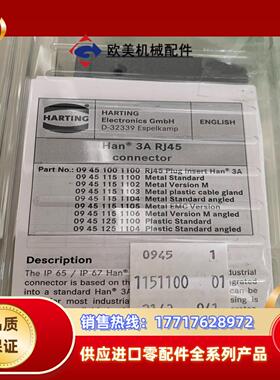 欧美机械配件
HARTING
HARTING
Electronics GmbH
D-32339 Espelkamp
ENGLISH
Han® 3A RJ45
connector
Part No.: 09 45 100 1100 RJ45 Plug Insert Han® 3A
09 45 115 1100 Metal Standard
09 45 115 1102 Metal Version M
09 45 115 1103 metal plastic cable gland
09 45 115 1104 Metal Standard angled
09 45 115 1105 Metal EMC Version
09 45 115 1106 Metal Version M angled
09 45 125 1100 Plastic Standard
09 45 125 1104 Plastic Standard angled
Description
The IP 65 / IP 67 Han®
connector is based on the
into a standard Han® 3A
0945 1
1151100 01
品质
保证
销售热线:17717628972
供应进口零配件全系列产品